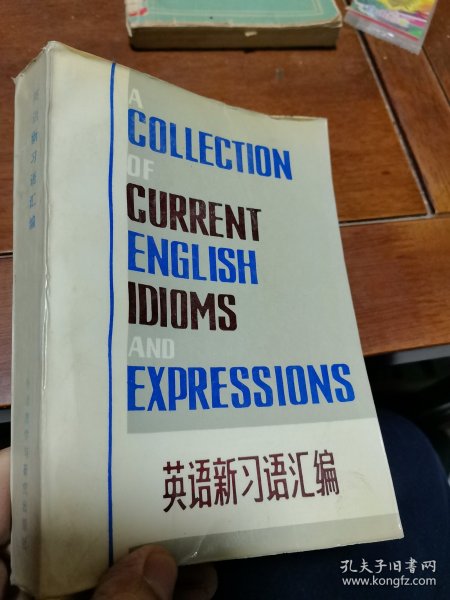 A
COLLECTION
OF
CURRENT
ENGLISH
IDIOMS
AND
EXPRESSIONS
英语新习语汇编
英语新习语汇编
孔夫子旧书网
www.kongfz.com